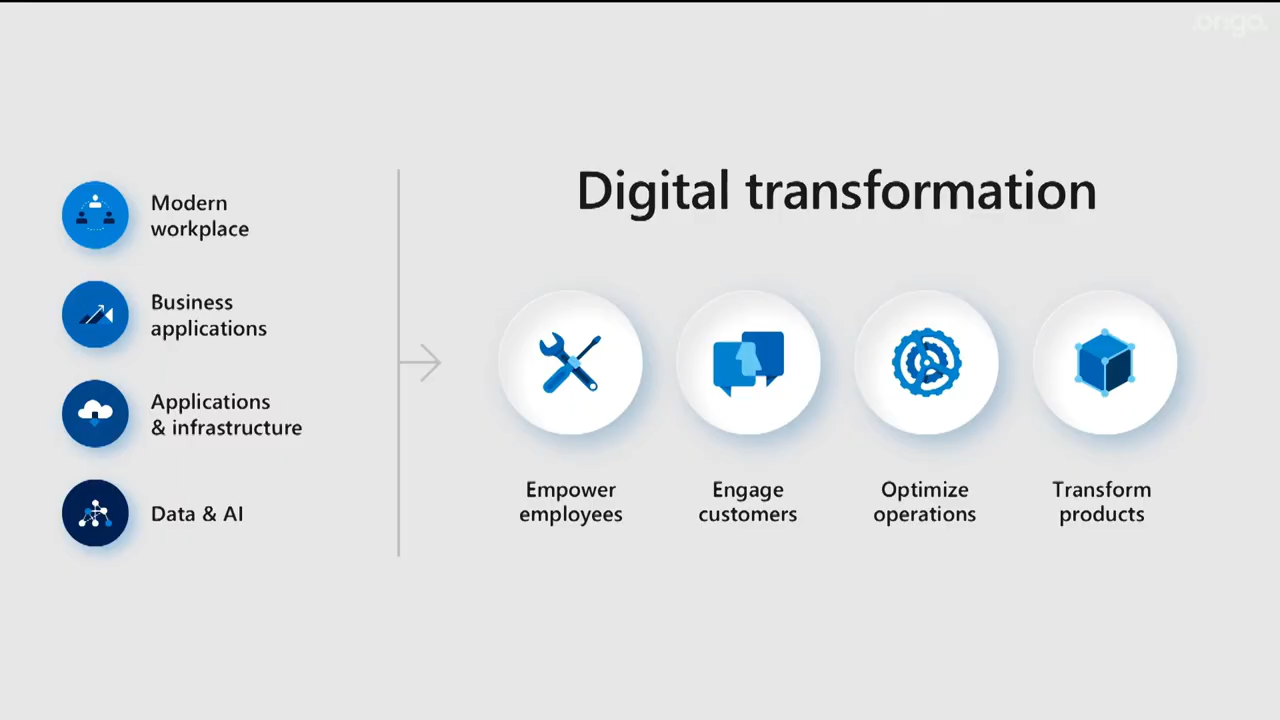 Modern
workplace
Business
applications
Applications
& infrastructure
Data & AI
Digital transformation
Empower
employees
Engage
customers
Optimize
operations
Transform
products